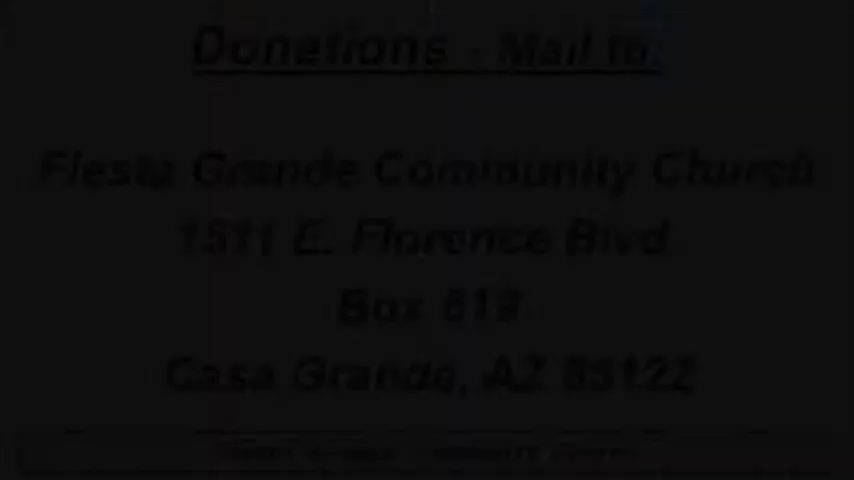 Donations - Mail to:
Fiesta Grande Community Church
1511 E. Florence Blvd
Box 619
Casa Grande, AZ 85122